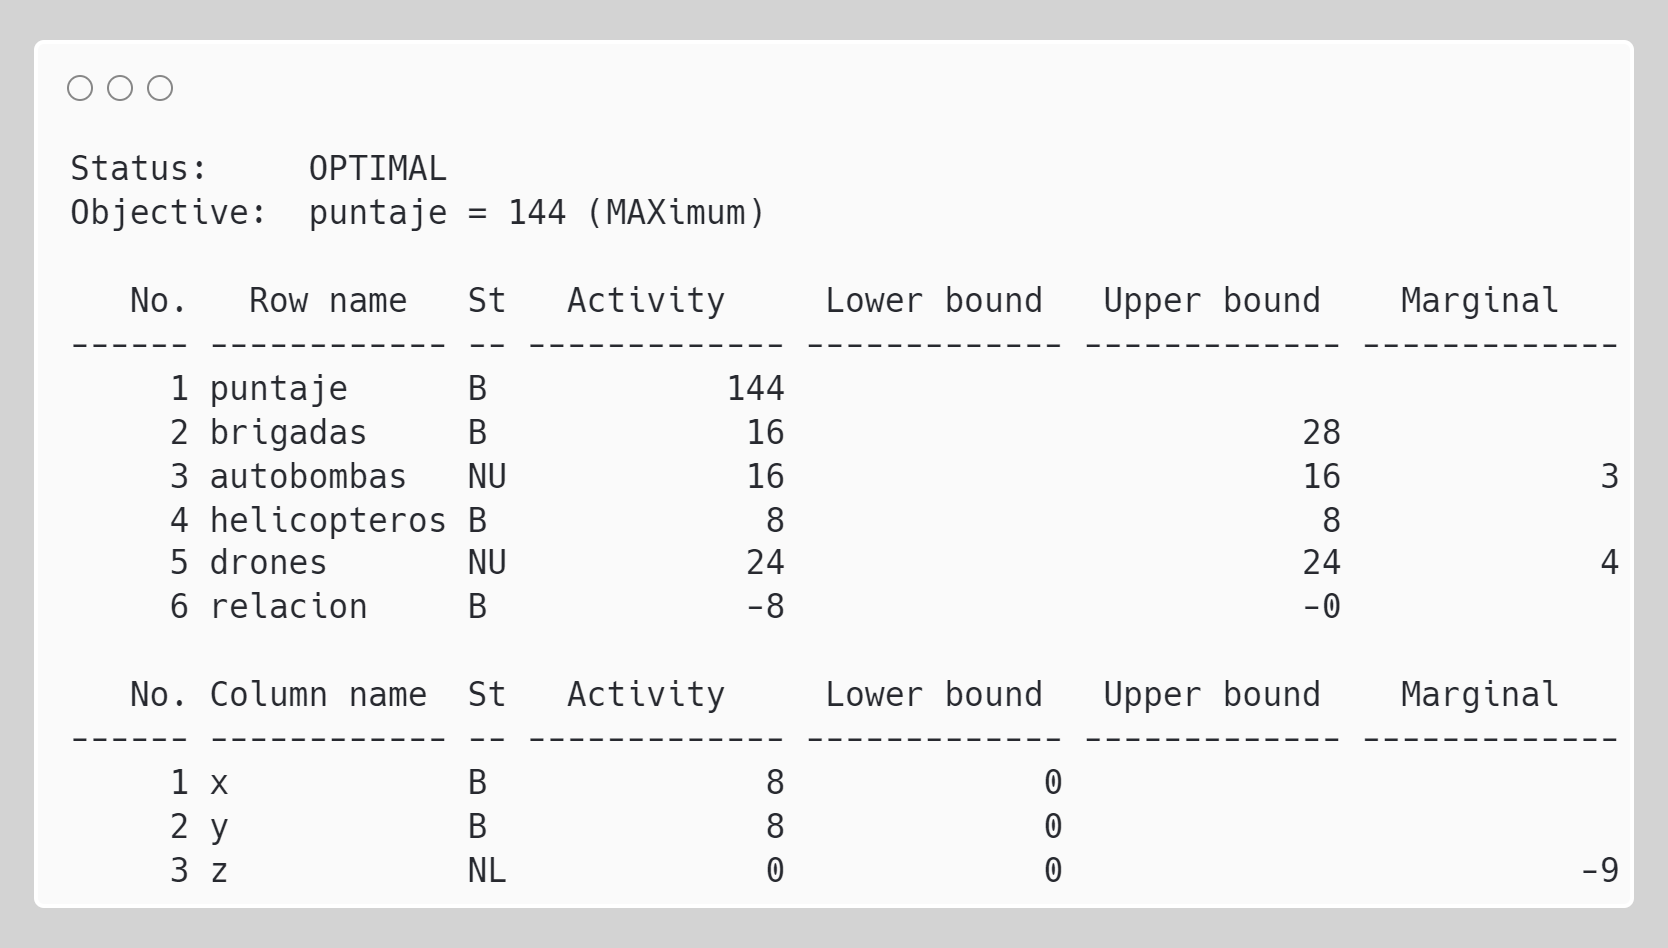 Status:     OPTIMAL
Objective:  puntaje = 144 (MAXimum)

   No.   Row name   St   Activity     Lower bound   Upper bound    Marginal
------ ------------ -- ------------- ------------- ------------- -------------
     1 puntaje      B            144
     2 brigadas     B             16                          28
     3 autobombas   NU            16                          16             3
     4 helicopteros B              8                           8
     5 drones       NU            24                          24             4
     6 relacion     B             -8                          -0

   No. Column name  St   Activity     Lower bound   Upper bound    Marginal
------ ------------ -- ------------- ------------- ------------- -------------
     1 x            B              8             0
     2 y            B              8             0
     3 z            NL             0             0                          -9